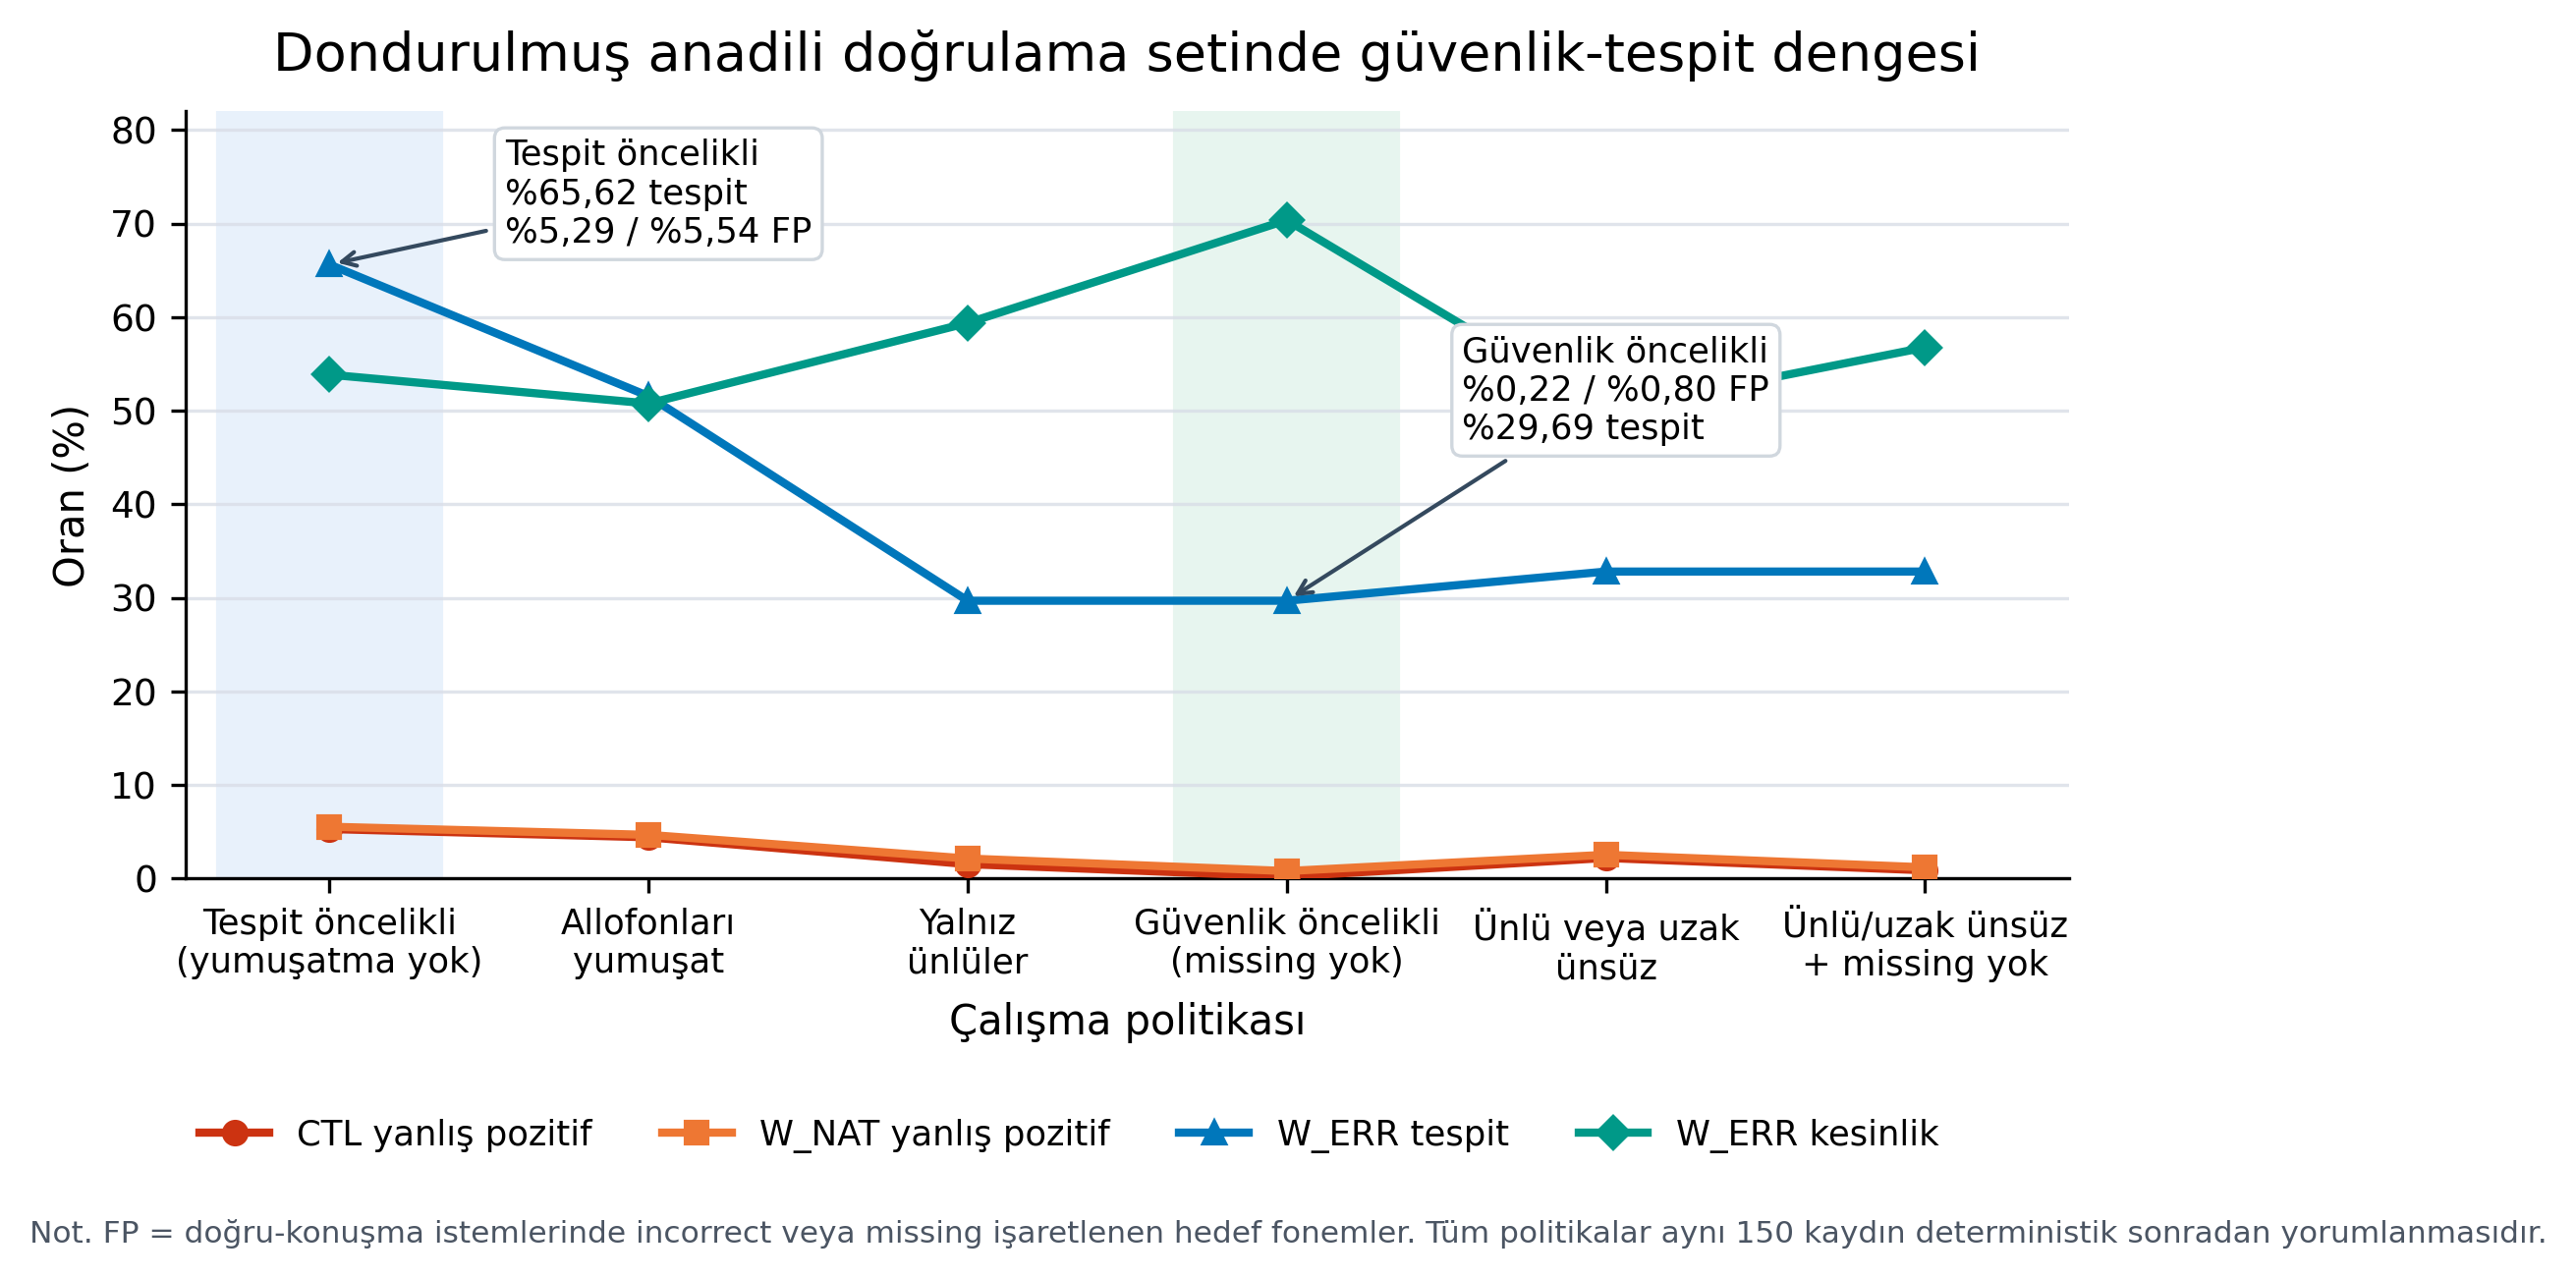 Dondurulmuş anadili doğrulama setinde güvenlik-tespit dengesi
Oran (%)
80
70
60
50
40
30
20
10
0
Tespit öncelikli
%65,62 tespit
%5,29 / %5,54 FP
Güvenlik öncelikli
%0,22 / %0,80 FP
%29,69 tespit
Tespit öncelikli
(yumuşatma yok)
Allofonları
yumuşat
Yalnız
ünlüler
Güvenlik öncelikli
(missing yok)
Ünlü veya uzak
ünsüz
Ünlü/uzak ünsüz
+ missing yok
Çalışma politikası
CTL yanlış pozitif
W_NAT yanlış pozitif
W_ERR tespit
W_ERR kesinlik
Not. FP = doğru-konuşma istemlerinde incorrect veya missing işaretlenen hedef fonemler. Tüm politikalar aynı 150 kaydın deterministik sonradan yorumlanmasıdır.